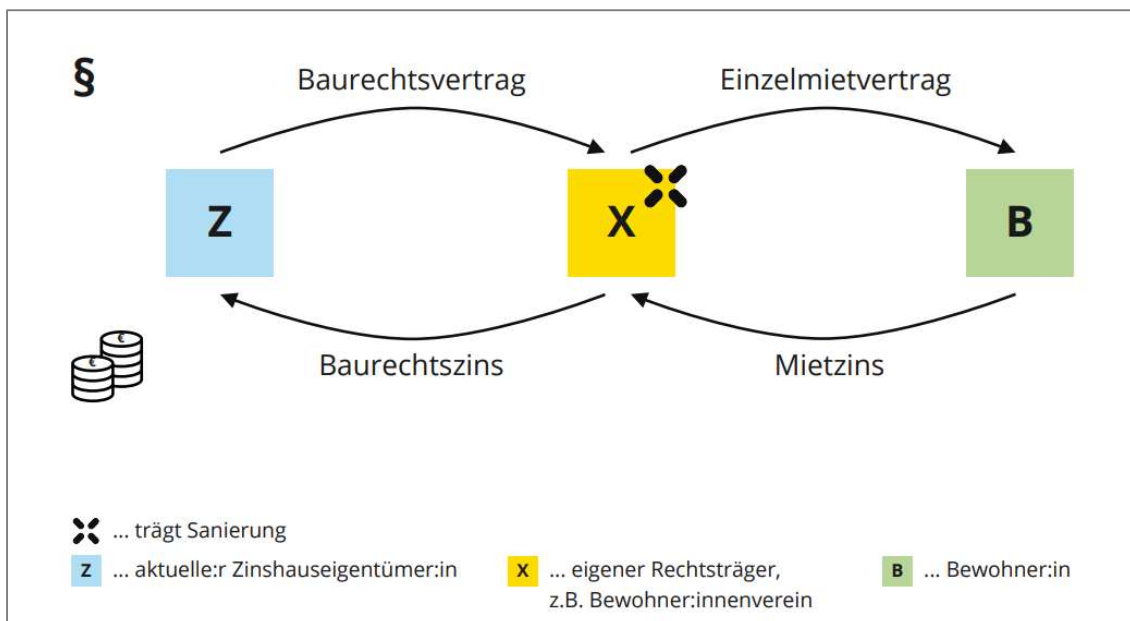 §
Baurechtsvertrag
Einzelmietvertrag
Z
X
B
€
€
Baurechtszins
Mietzins
... trägt Sanierung
Z ... aktuelle:r Zinshauseigentümer:in
X ... eigener Rechtsträger,
z.B. Bewohner:innenverein
B ... Bewohner:in